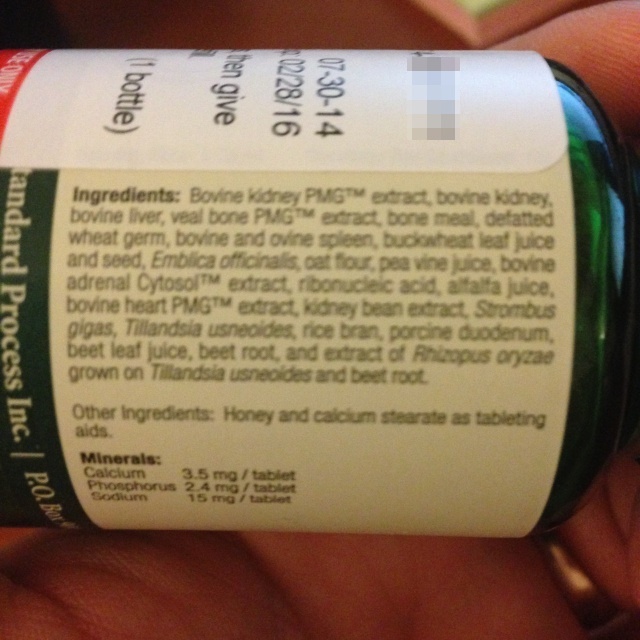 Ingredients: Bovine kidney PMG™ extract, bovine kidney,
bovine liver, veal bone PMG™ extract, bone meal, defatted
wheat germ, bovine and ovine spleen, buckwheat leaf juice
and seed, Emblica officinalis, oat flour, pea vine juice, bovine
adrenal Cytosol™ extract, ribonucleic acid, alfalfa juice,
bovine heart PMG™ extract, kidney bean extract, Strombus
gigas, Tillandsia usneoides, rice bran, porcine duodenum,
beet leaf juice, beet root, and extract of Rhizopus oryzae
grown on Tillandsia usneoides and beet root.
Other Ingredients: Honey and calcium stearate as tableting
aids.
Minerals:
Calcium 3.5 mg / tablet
Phosphorus 2.4 mg / tablet
Sodium 15 mg / tablet
07-30-14
02/28/16
then give
(1 bottle)
andard Process Inc. | P.O. Box